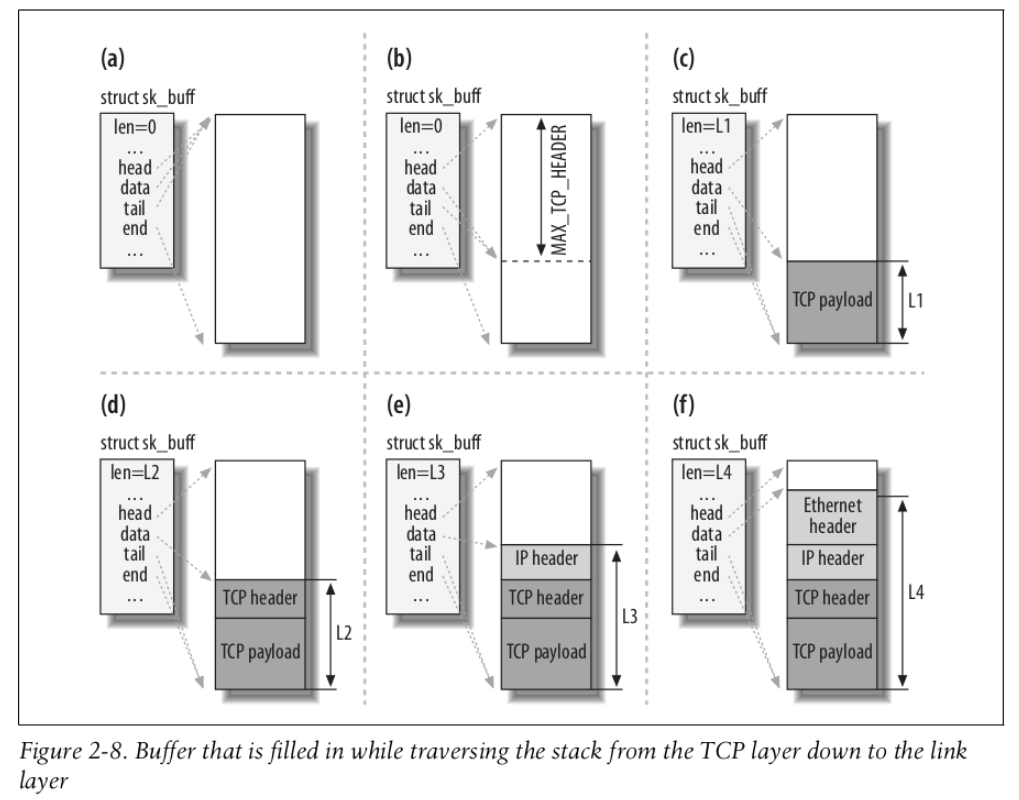 (a)
struct sk_buff
len=0
...
head
data
tail
end
...
(b)
struct sk_buff
len=0
...
head
data
tail
end
...
MAX_TCP_HEADER
(c)
struct sk_buff
len=L1
...
head
data
tail
end
...
TCP payload
L1
(d)
struct sk_buff
len=L2
...
head
data
tail
end
...
TCP header
TCP payload
L2
(e)
struct sk_buff
len=L3
...
head
data
tail
end
...
IP header
TCP header
TCP payload
L3
(f)
struct sk_buff
len=L4
...
head
data
tail
end
...
Ethernet
header
IP header
TCP header
TCP payload
L4
Figure 2-8. Buffer that is filled in while traversing the stack from the TCP layer down to the link
layer